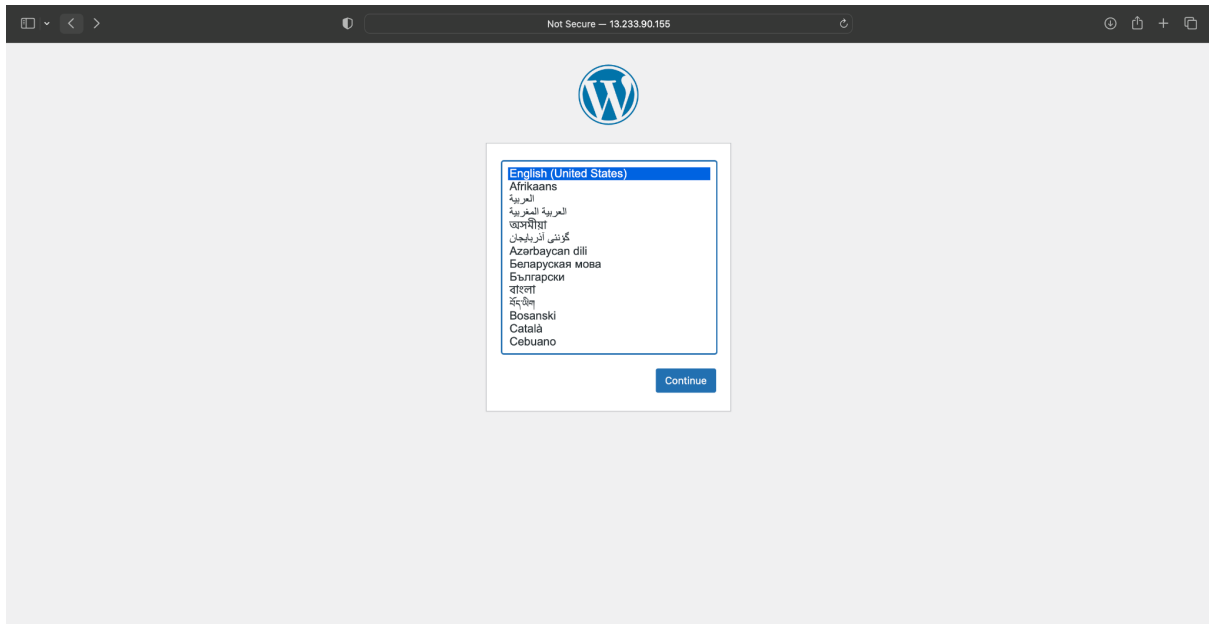 Not Secure — 13.233.90.155
English (United States)
Afrikaans
العربية
العربية المغربية
অসমীয়া
گؤنئی آذربایجان
Azərbaycan dili
Беларуская мова
Български
বাংলা
བོད་ཡིག
Bosanski
Català
Cebuano
Continue